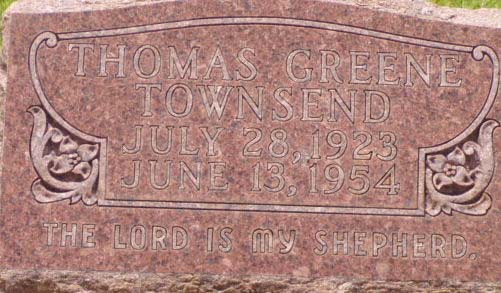 THOMAS GREENE
TOWNSEND
JULY 28, 1923
JUNE 13, 1954
THE LORD IS MY SHEPHERD.